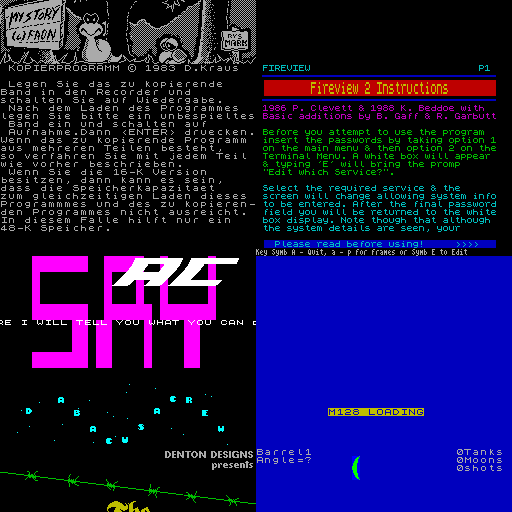 MY STORY
(W)FRON
RYS
MARK
KOPIERPROGRAMM © 1983 D.Kraus
Legen Sie das zu kopierende
Band in den Recorder und
schalten Sie auf Wiedergabe.
Nach dem Laden des Programmes
legen Sie bitte ein unbespieltes
Band ein und schalten auf
Aufnahme.Dann <ENTER> druecken.
Wenn das zu kopierende Programm
aus mehreren Teilen besteht,
so verfahren Sie mit jedem Teil
wie vorher beschrieben.
Wenn Sie die 16-K Version
besitzen, dann kann es sein,
dass die Speicherkapazitaet
zum gleichzeitigen Laden dieses
Programmes und des zu kopieren-
den Programmes nicht ausreicht.
In diesem Falle hilft nur ein
48-K Speicher.
FIREVIEW P1
Fireview 2 Instructions
1986 P. Clevett & 1988 K. Beddoe with
Basic additions by B. Gaff & R. Garbutt
Before you attempt to use the program
insert the passwords by taking option 1
on the menu & then option 2 on the
Terminal Menu. A white box will appear
& typing 'E' will bring the promp
"Edit which Service?".
Select the required service & the
screen will change allowing system info
to be entered. After the final password
field you will be returned to the white
box display. Note though that although
the system details are seen, your
Please read before using! >>>>
Key Symb A - Quit, a - p for frames or Symb E to Edit
AC
SAY
RE I WILL TELL YOU WHAT YOU CAN
DABACUSACREW
DENTON DESIGNS
presents
The
M128 LOADING
Barrel1 0Tanks
Angle=? 0Moons
0shots